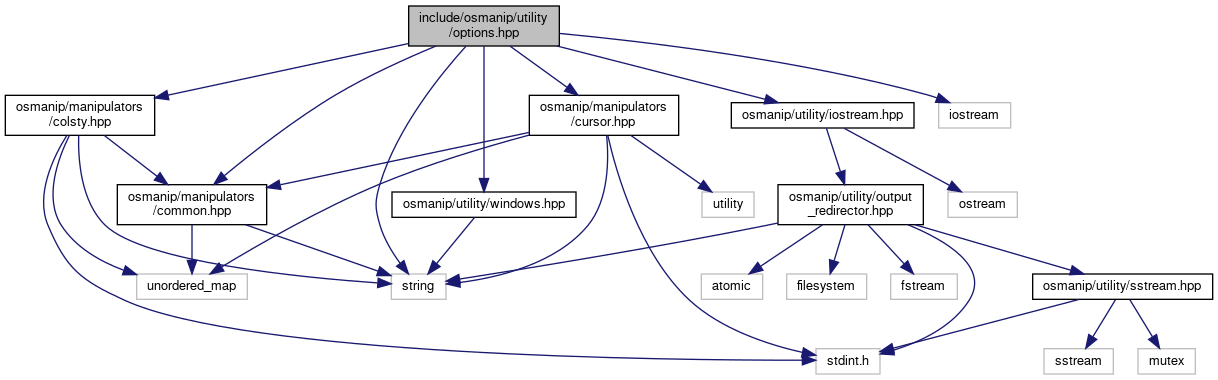 include/osmanip/utility
/options.hpp
osmanip/manipulators
/colsty.hpp
osmanip/manipulators
/cursor.hpp
osmanip/utility/iostream.hpp
iostream
osmanip/manipulators
/common.hpp
osmanip/utility/windows.hpp
utility
osmanip/utility/output
_redirector.hpp
ostream
unordered_map
string
atomic
filesystem
fstream
osmanip/utility/sstream.hpp
stdint.h
sstream
mutex